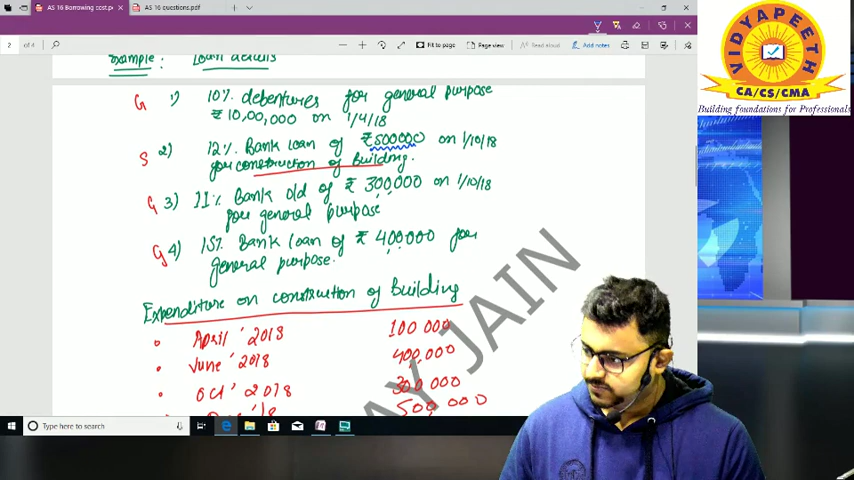 AS 16 Borrowing cost.pc
AS 16 questions.pdf
2 of 4
Fit to page
Page view
Read aloud
Add notes
Example : Loan details
G 1) 10% debentures for general purpose
₹ 10,00,000 on 1/4/18
S 2) 12% Bank loan of ₹500000 on 1/10/18
for construction of Building.
G 3) 11% Bank o/d of ₹ 300,000 on 1/10/18
for general purpose
G 4) 15% Bank loan of ₹ 400,000 for
general purpose.
Expenditure on construction of Building
April '2018 100 000
June '2018 400,000
Oct '2018 300 000
500,000
AY JAIN
Type here to search
VIDYAPEETH
CA/CS/CMA
Building foundations for Professionals